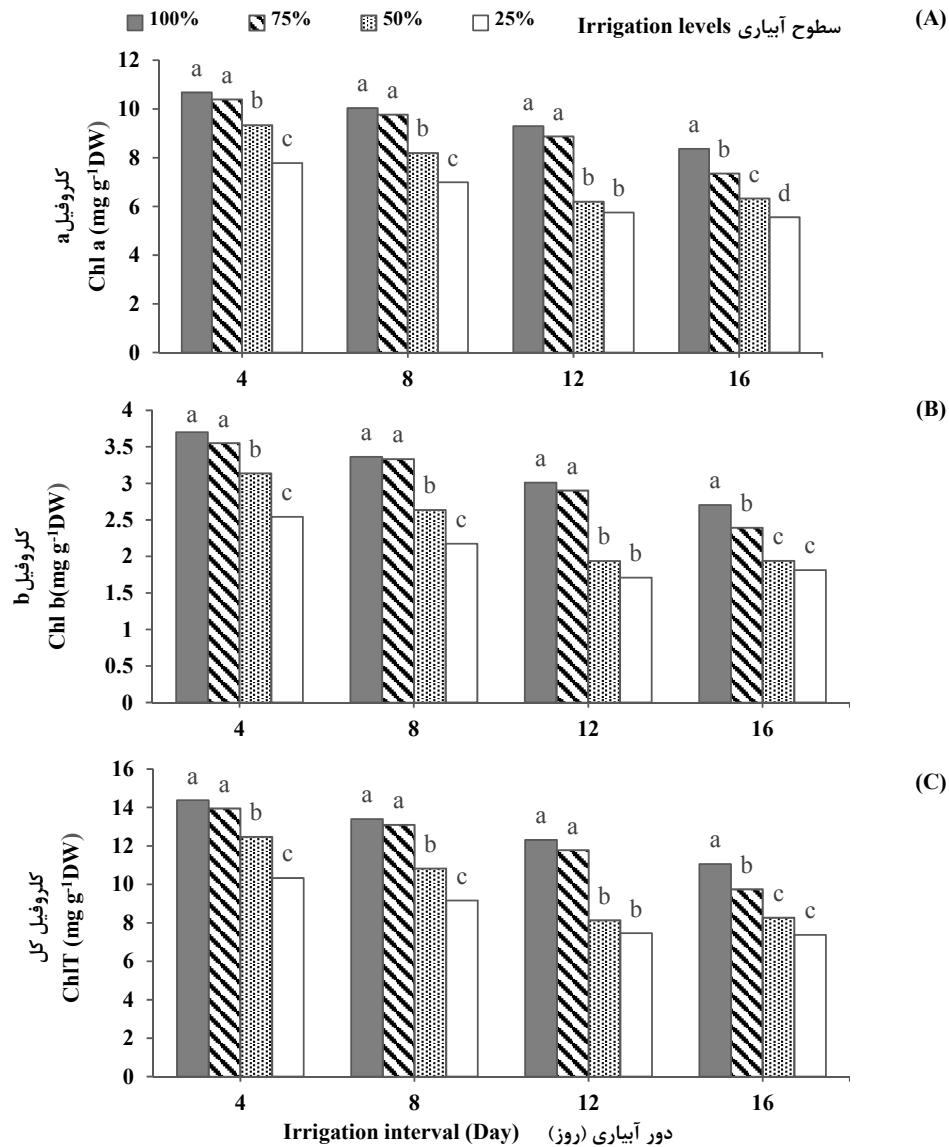 100% 75% 50% 25% Irrigation levels سطوح آبیاری (A)
12
10
8
6
4
2
0
a a b c a a b c a a b b a b c d
4 8 12 16
کلروفیل a
Chl a (mg g⁻¹DW)
(B)
4
3.5
3
2.5
2
1.5
1
0.5
0
a a b c a a b c a a b b a b c c
4 8 12 16
کلروفیل b
Chl b(mg g⁻¹DW)
(C)
16
14
12
10
8
6
4
2
0
a a b c a a b c a a b b a b c c
4 8 12 16
کلروفیل کل
ChlT (mg g⁻¹DW)
Irrigation interval (Day) دور آبیاری (روز)